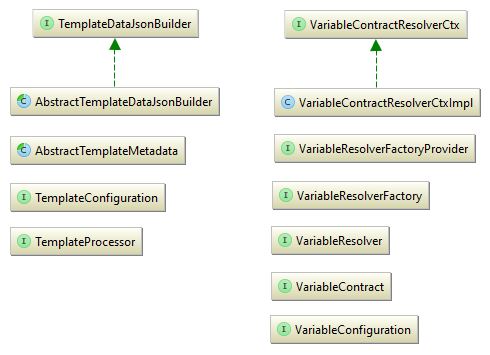 I TemplateDataJsonBuilder
C AbstractTemplateDataJsonBuilder
C AbstractTemplateMetadata
I TemplateConfiguration
I TemplateProcessor
I VariableContractResolverCtx
C VariableContractResolverCtxImpl
I VariableResolverFactoryProvider
I VariableResolverFactory
I VariableResolver
I VariableContract
I VariableConfiguration